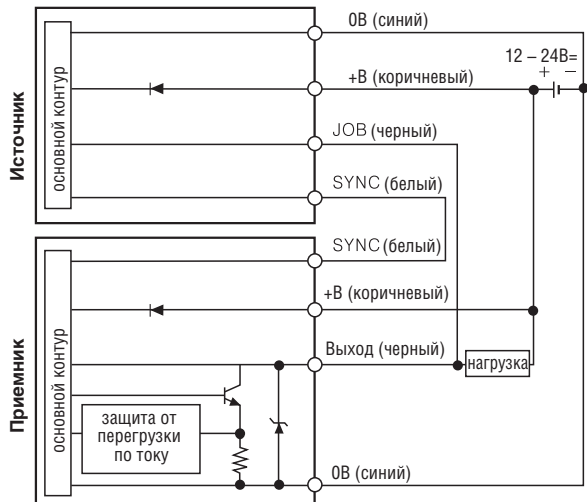 Источник
основной контур
0В (синий)
12 – 24В=
+ –
+В (коричневый)
JOB (черный)
SYNC (белый)
Приемник
основной контур
SYNC (белый)
+В (коричневый)
Выход (черный)
нагрузка
защита от
перегрузки
по току
0В (синий)